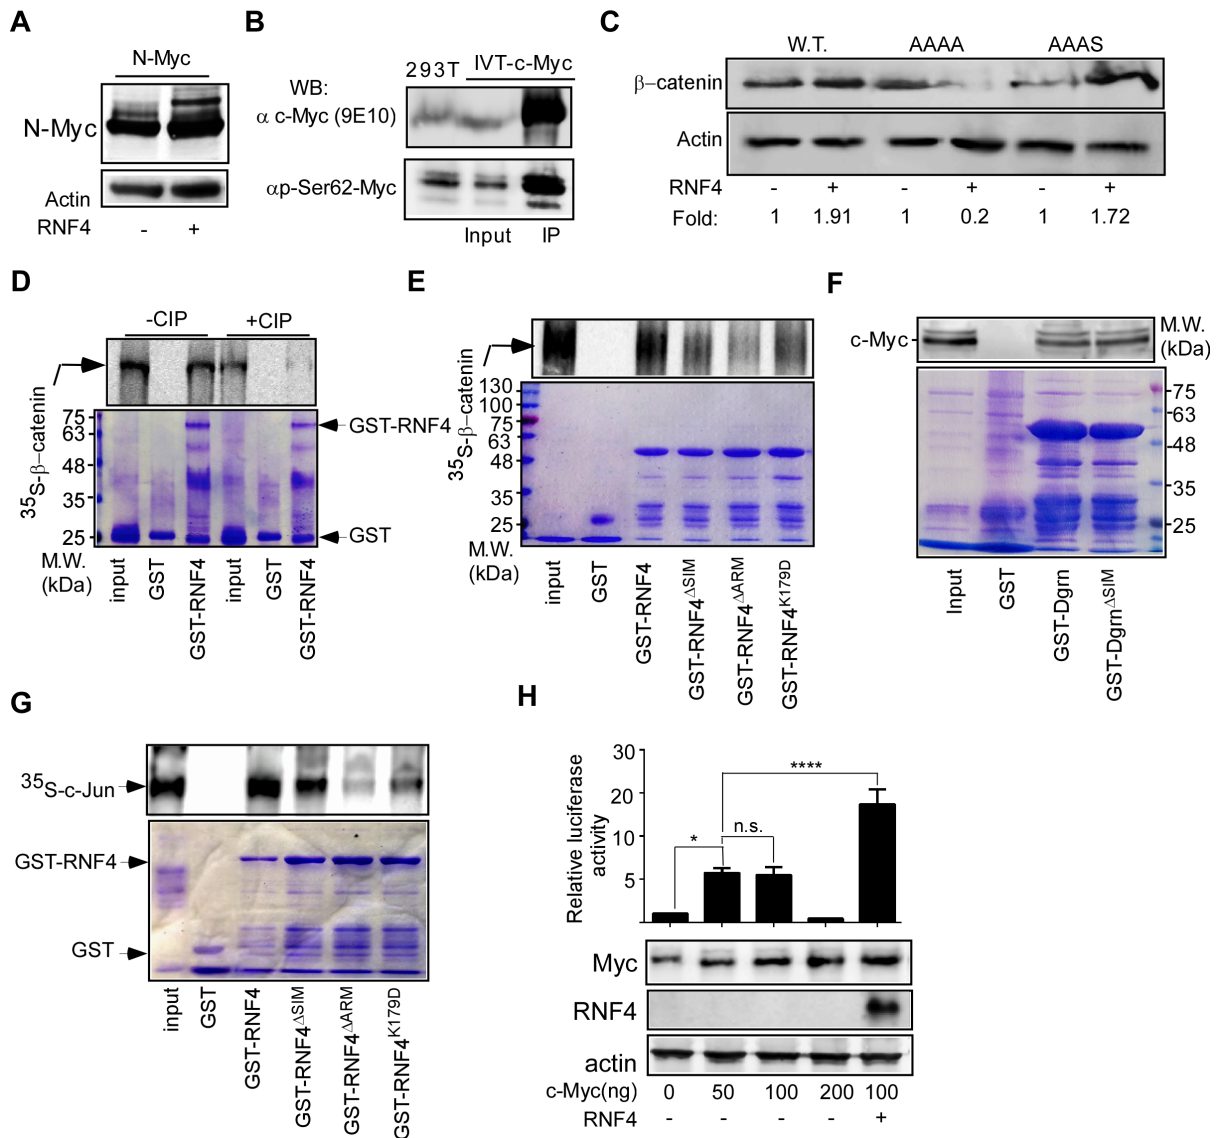 A
N-Myc
N-Myc
Actin
RNF4 - +
B
293T IVT-c-Myc
WB:
α c-Myc (9E10)
αp-Ser62-Myc
Input IP
C
W.T. AAAA AAAS
β−catenin
Actin
RNF4 - + - + - +
Fold: 1 1.91 1 0.2 1 1.72
D
-CIP +CIP
35S-β−catenin
75
63
48
35
25
M.W.
(kDa)
GST-RNF4
GST
input GST GST-RNF4 input GST GST-RNF4
E
35S-β−catenin
130
100
75
63
48
35
25
M.W.
(kDa)
input GST GST-RNF4 GST-RNF4ΔSIM GST-RNF4ΔARM GST-RNF4K179D
F
c-Myc
M.W.
(kDa)
75
63
48
35
25
Input GST GST-Dgrn GST-DgrnΔSIM
G
35S-c-Jun
GST-RNF4
GST
input GST GST-RNF4 GST-RNF4ΔSIM GST-RNF4ΔARM GST-RNF4K179D
H
Relative luciferase
activity
30
20
10
5
****
n.s.
*
Myc
RNF4
actin
c-Myc(ng) 0 50 100 200 100
RNF4 - - - - +